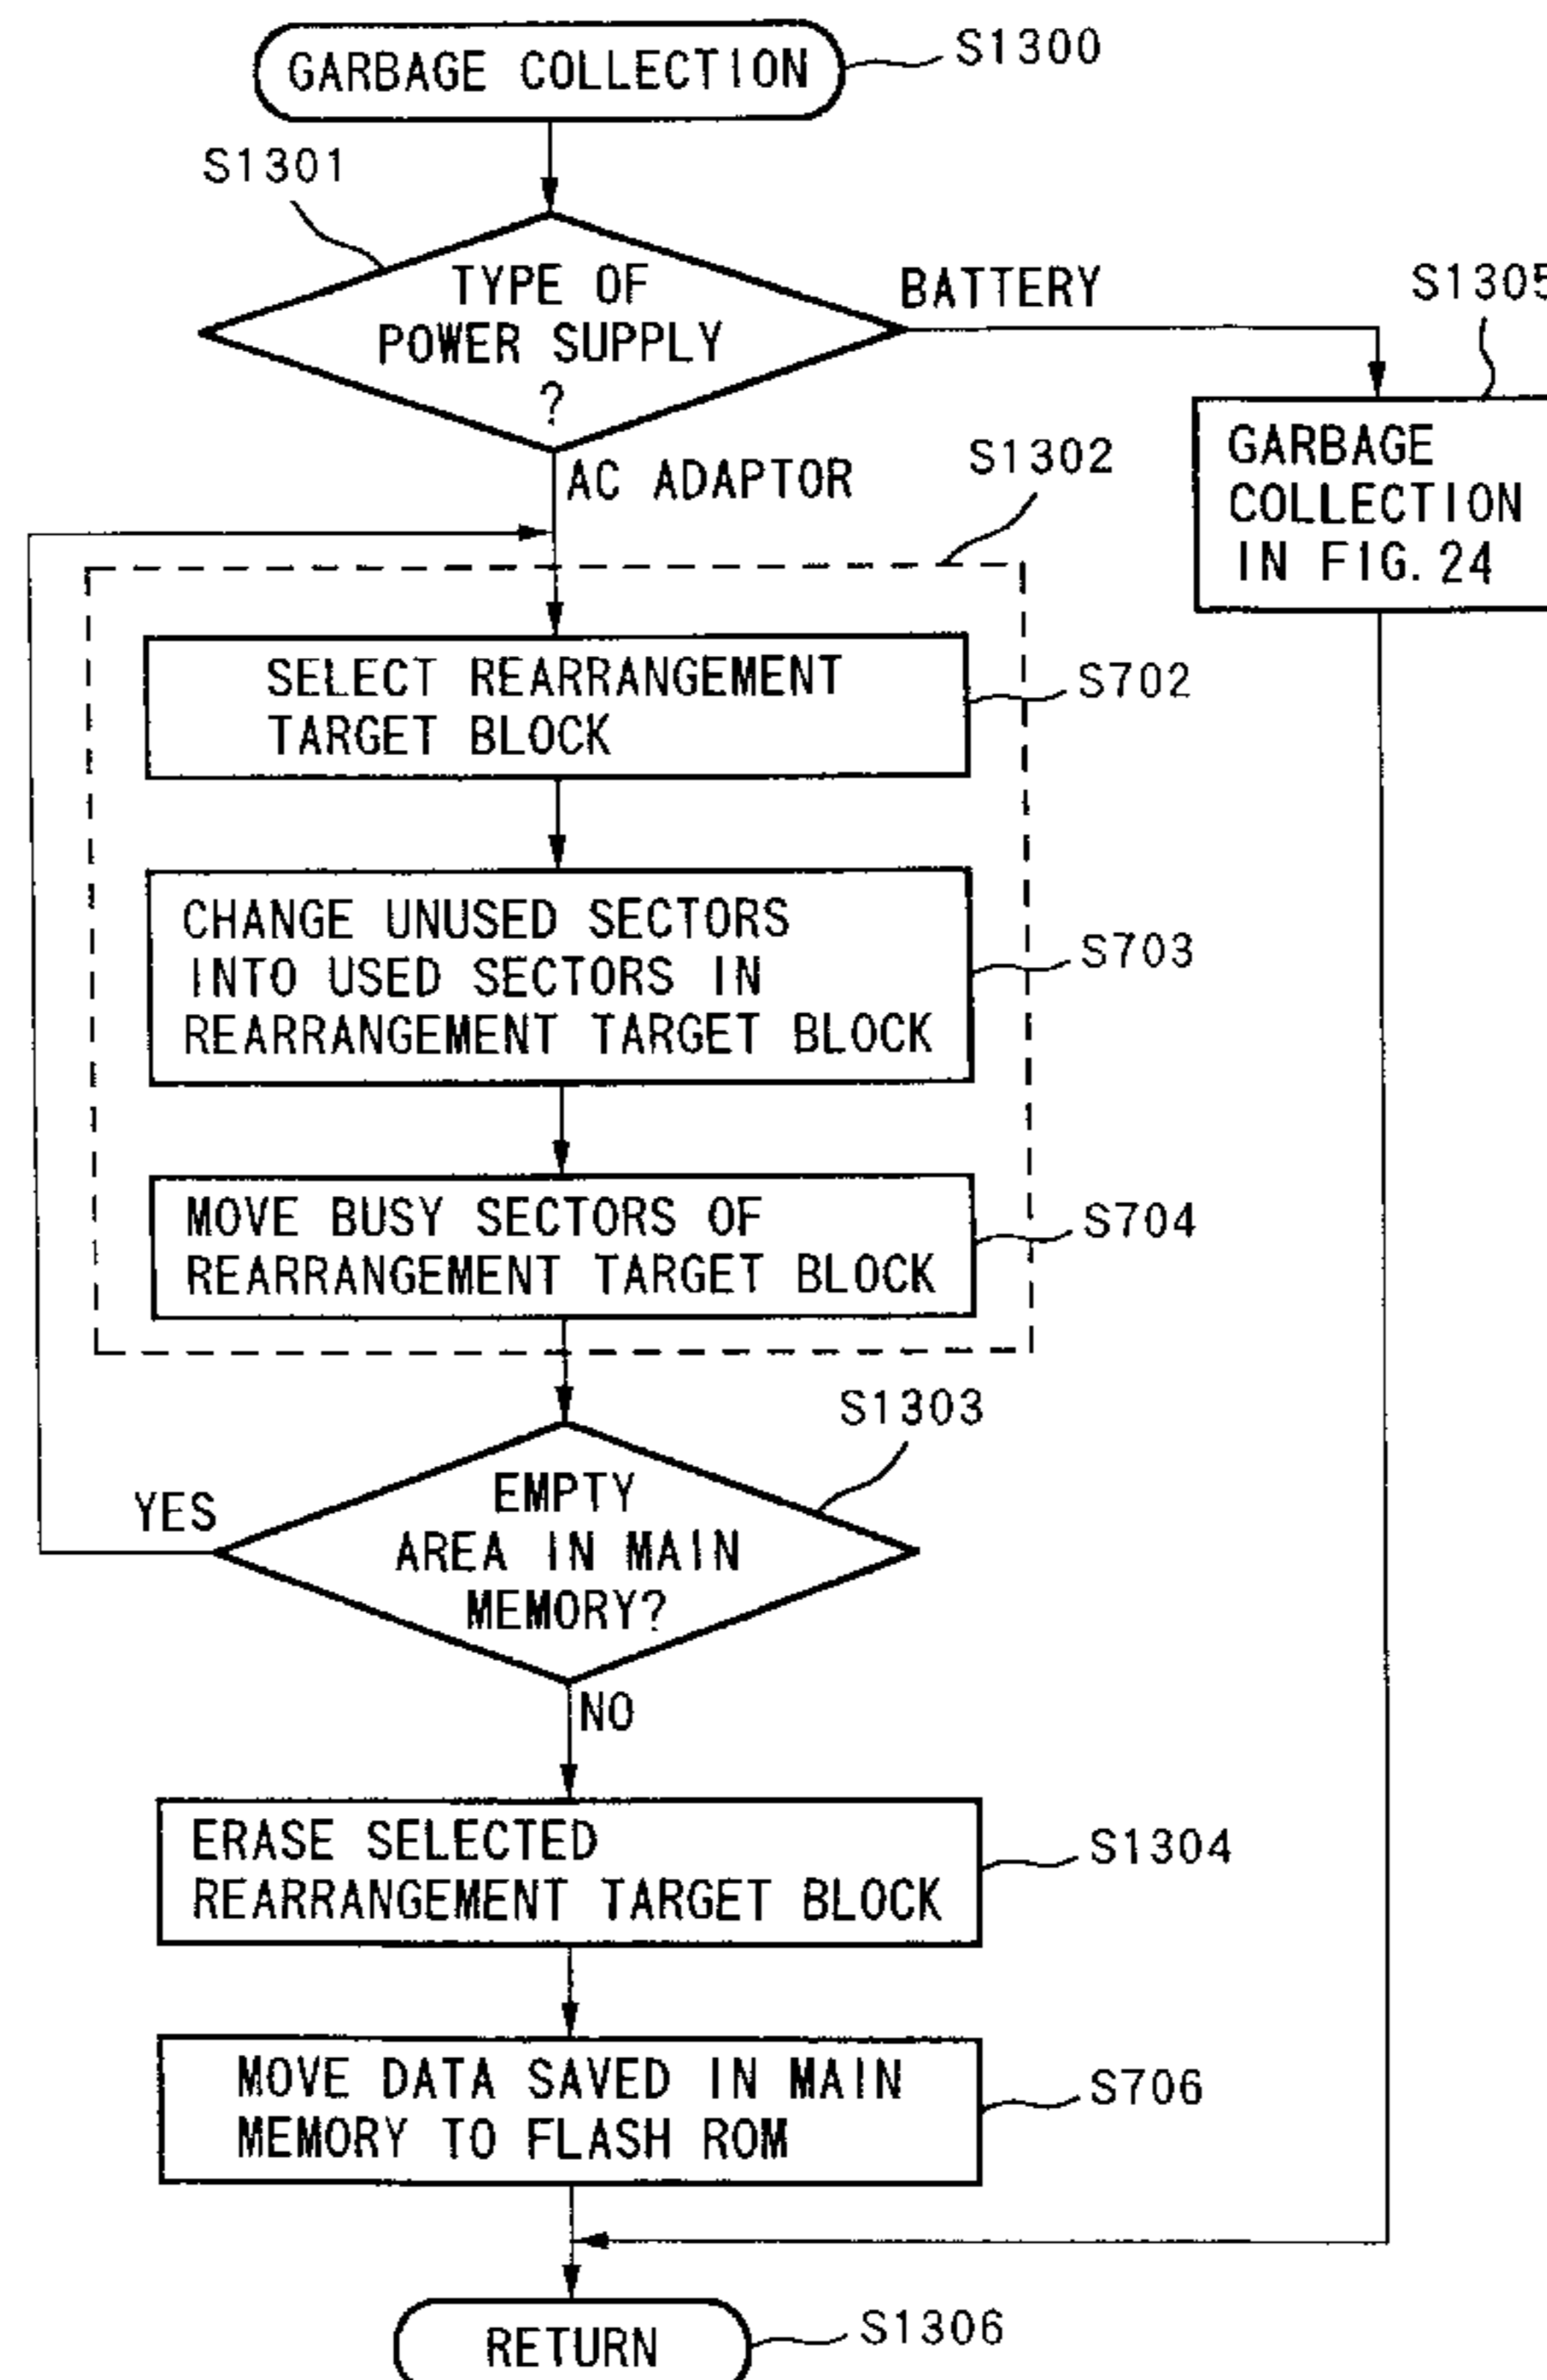 GARBAGE COLLECTION
S1300
S1301
TYPE OF
POWER SUPPLY
?
BATTERY
S1305
AC ADAPTOR
S1302
GARBAGE
COLLECTION
IN FIG. 24
SELECT REARRANGEMENT
TARGET BLOCK
S702
CHANGE UNUSED SECTORS
INTO USED SECTORS IN
REARRANGEMENT TARGET BLOCK
S703
MOVE BUSY SECTORS OF
REARRANGEMENT TARGET BLOCK
S704
S1303
EMPTY
AREA IN MAIN
MEMORY?
YES
NO
ERASE SELECTED
REARRANGEMENT TARGET BLOCK
S1304
MOVE DATA SAVED IN MAIN
MEMORY TO FLASH ROM
S706
RETURN
S1306